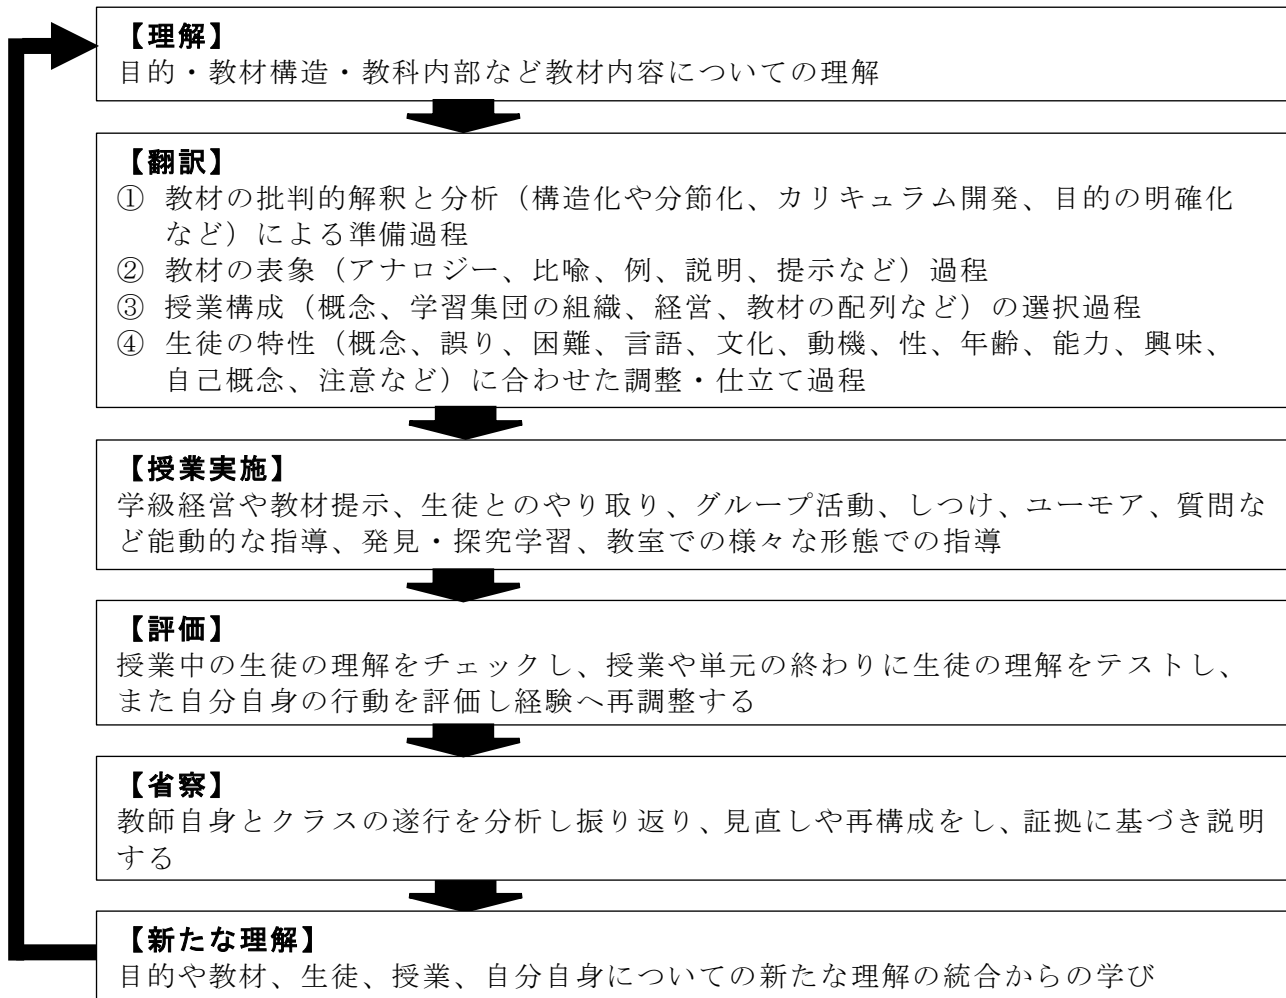 【理解】
目的・教材構造・教科内部など教材内容についての理解
【翻訳】
① 教材の批判的解釈と分析（構造化や分節化、カリキュラム開発、目的の明確化
など）による準備過程
② 教材の表象（アナロジー、比喩、例、説明、提示など）過程
③ 授業構成（概念、学習集団の組織、経営、教材の配列など）の選択過程
④ 生徒の特性（概念、誤り、困難、言語、文化、動機、性、年齢、能力、興味、
自己概念、注意など）に合わせた調整・仕立て過程
【授業実施】
学級経営や教材提示、生徒とのやり取り、グループ活動、しつけ、ユーモア、質問な
ど能動的な指導、発見・探究学習、教室での様々な形態での指導
【評価】
授業中の生徒の理解をチェックし、授業や単元の終わりに生徒の理解をテストし、
また自分自身の行動を評価し経験へ再調整する
【省察】
教師自身とクラスの遂行を分析し振り返り、見直しや再構成をし、証拠に基づき説明
する
【新たな理解】
目的や教材、生徒、授業、自分自身についての新たな理解の統合からの学び